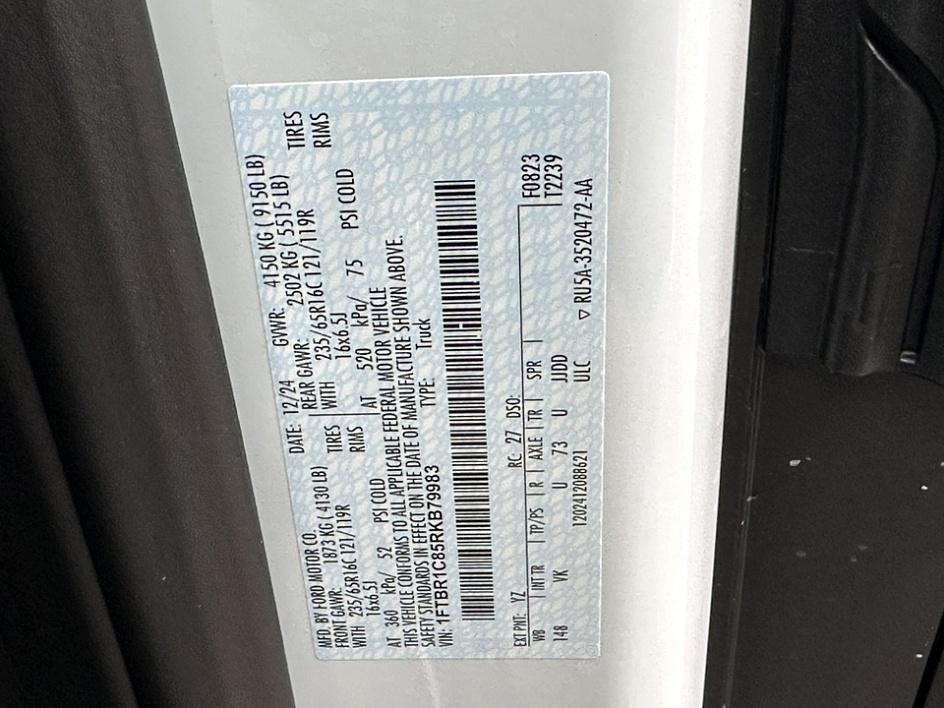 MFD. BY FORD MOTOR CO. DATE: 12/24 GVWR: 4150 KG ( 9150 LB)
FRONT GAWR: 1873 KG ( 4130 LB) REAR GAWR: 2502 KG ( 5515 LB)
WITH 235/65R16C 121/119R TIRES WITH 235/65R16C 121/119R TIRES
16x6.5J RIMS 16x6.5J RIMS
AT 360 kPa/ 52 PSI COLD AT 520 kPa/ 75 PSI COLD
THIS VEHICLE CONFORMS TO ALL APPLICABLE FEDERAL MOTOR VEHICLE
SAFETY STANDARDS IN EFFECT ON THE DATE OF MANUFACTURE SHOWN ABOVE.
VIN: 1FTBR1C85RKB79983 TYPE: Truck
EXT PNT: YZ RC: 27 DSO: F0823
WB INT TR TP/PS R AXLE TR SPR T2239
148 VK U 73 U JJDD
1202412088621 ULC ▽ RU5A-3520472-AA